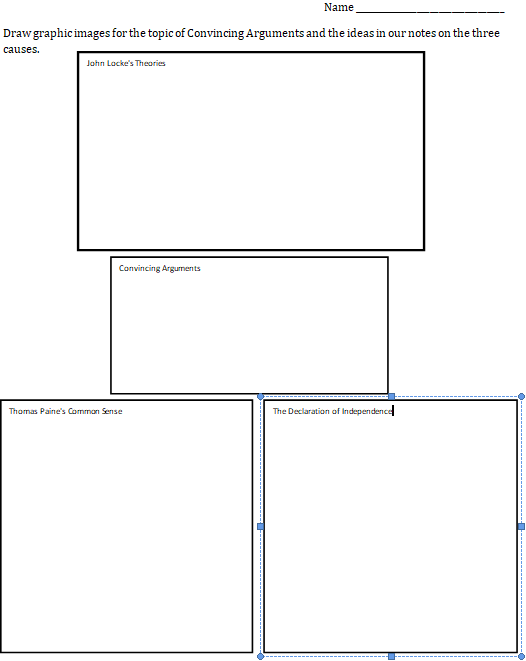 Name ___________________________
Draw graphic images for the topic of Convincing Arguments and the ideas in our notes on the three
causes.
John Locke's Theories
Convincing Arguments
Thomas Paine's Common Sense
The Declaration of Independence